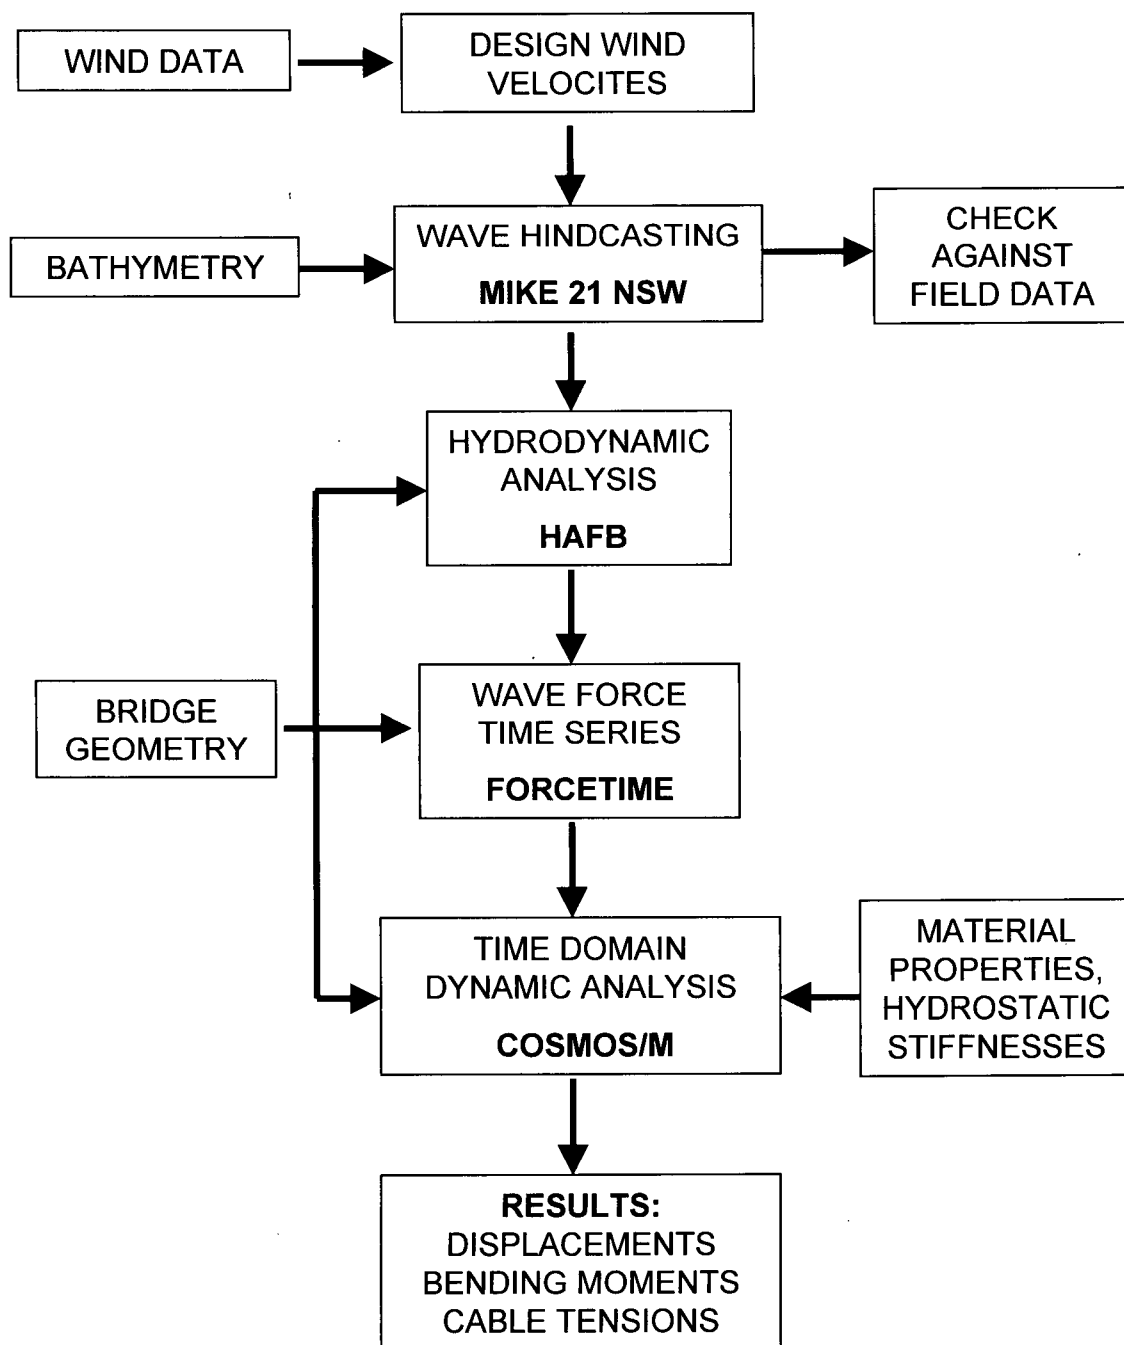 WIND DATA
DESIGN WIND
VELOCITES
BATHYMETRY
WAVE HINDCASTING
MIKE 21 NSW
CHECK
AGAINST
FIELD DATA
HYDRODYNAMIC
ANALYSIS
HAFB
BRIDGE
GEOMETRY
WAVE FORCE
TIME SERIES
FORCETIME
TIME DOMAIN
DYNAMIC ANALYSIS
COSMOS/M
MATERIAL
PROPERTIES,
HYDROSTATIC
STIFFNESSES
RESULTS:
DISPLACEMENTS
BENDING MOMENTS
CABLE TENSIONS